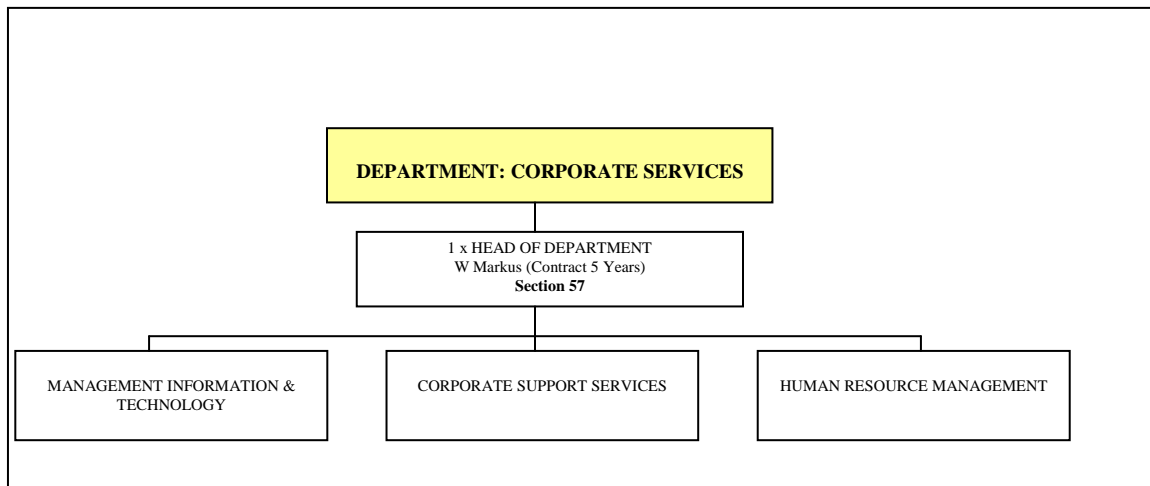 DEPARTMENT: CORPORATE SERVICES
1 x HEAD OF DEPARTMENT
W Markus (Contract 5 Years)
Section 57
MANAGEMENT INFORMATION &
TECHNOLOGY
CORPORATE SUPPORT SERVICES
HUMAN RESOURCE MANAGEMENT